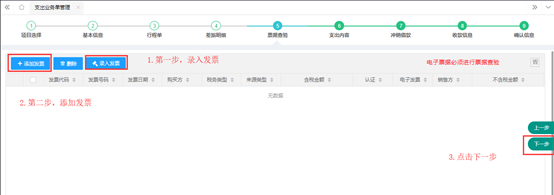 支出业务单管理
1 2 3 4 5 6 7 8 9
项目选择 基本信息 行程单 差旅明细 票据查验 支出内容 冲销借款 收款信息 确认信息
添加发票 删除 录入发票 1.第一步，录入发票 电子票据必须进行票据查验
发票代码 发票号码 发票日期 购买方 税务类型 来源类型 含税金额 认证 电子发票 销售方 不含税金额
无数据
2.第二步，添加发票
上一步
下一步
3.点击下一步